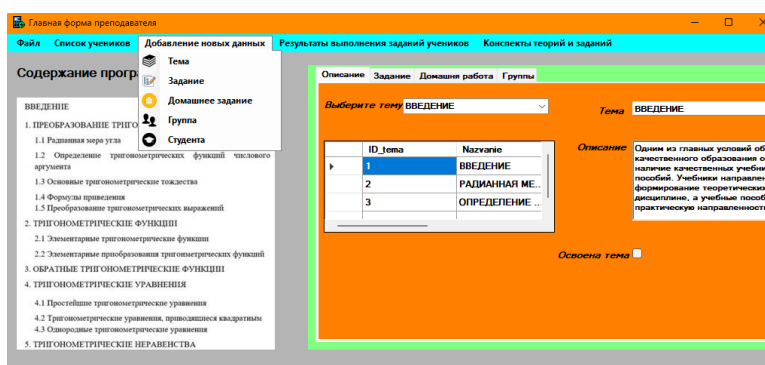 Главная форма преподавателя
Файл Список учеников Добавление новых данных Результаты выполнения заданий учеников Конспекты теорий и заданий
Тема
Задание
Домашнее задание
Группа
Студента
Содержание прогр
ВВЕДЕНИЕ
1. ПРЕОБРАЗОВАНИЕ ТРИГО
1.1 Радианная мера угла
1.2 Определение тригонометрических функций числового
аргумента
1.3 Основные тригонометрические тождества
1.4 Формулы приведения
1.5 Преобразование тригонометрических выражений
2. ТРИГОНОМЕТРИЧЕСКИЕ ФУНКЦИИ
2.1 Элементарные тригонометрические функции
2.2 Элементарные приобразования тригонометрических функций
3. ОБРАТНЫЕ ТРИГОНОМЕТРИЧЕСКИЕ ФУНКЦИИ
4. ТРИГОНОМЕТРИЧЕСКИЕ УРАВНЕНИЯ
4.1 Простейшие тригонометрические уравнения
4.2 Тригонометрические уравнения, приводящиеся квадратным
4.3 Однородные тригонометрические уравнения
5. ТРИГОНОМЕТРИЧЕСКИЕ НЕРАВЕНСТВА
Описание Задание Домашня работа Группы
Выберите тему ВВЕДЕНИЕ
ID_tema Nazvanie
1 ВВЕДЕНИЕ
2 РАДИАННАЯ МЕ...
3 ОПРЕДЕЛЕНИЕ ...
Тема ВВЕДЕНИЕ
Описание Одним из главных условий об
качественного образования с
наличие качественных учебни
пособий. Учебники направлен
формирование теоретических
дисциплине, а учебные пособ
практическую направленност
Освоена тема